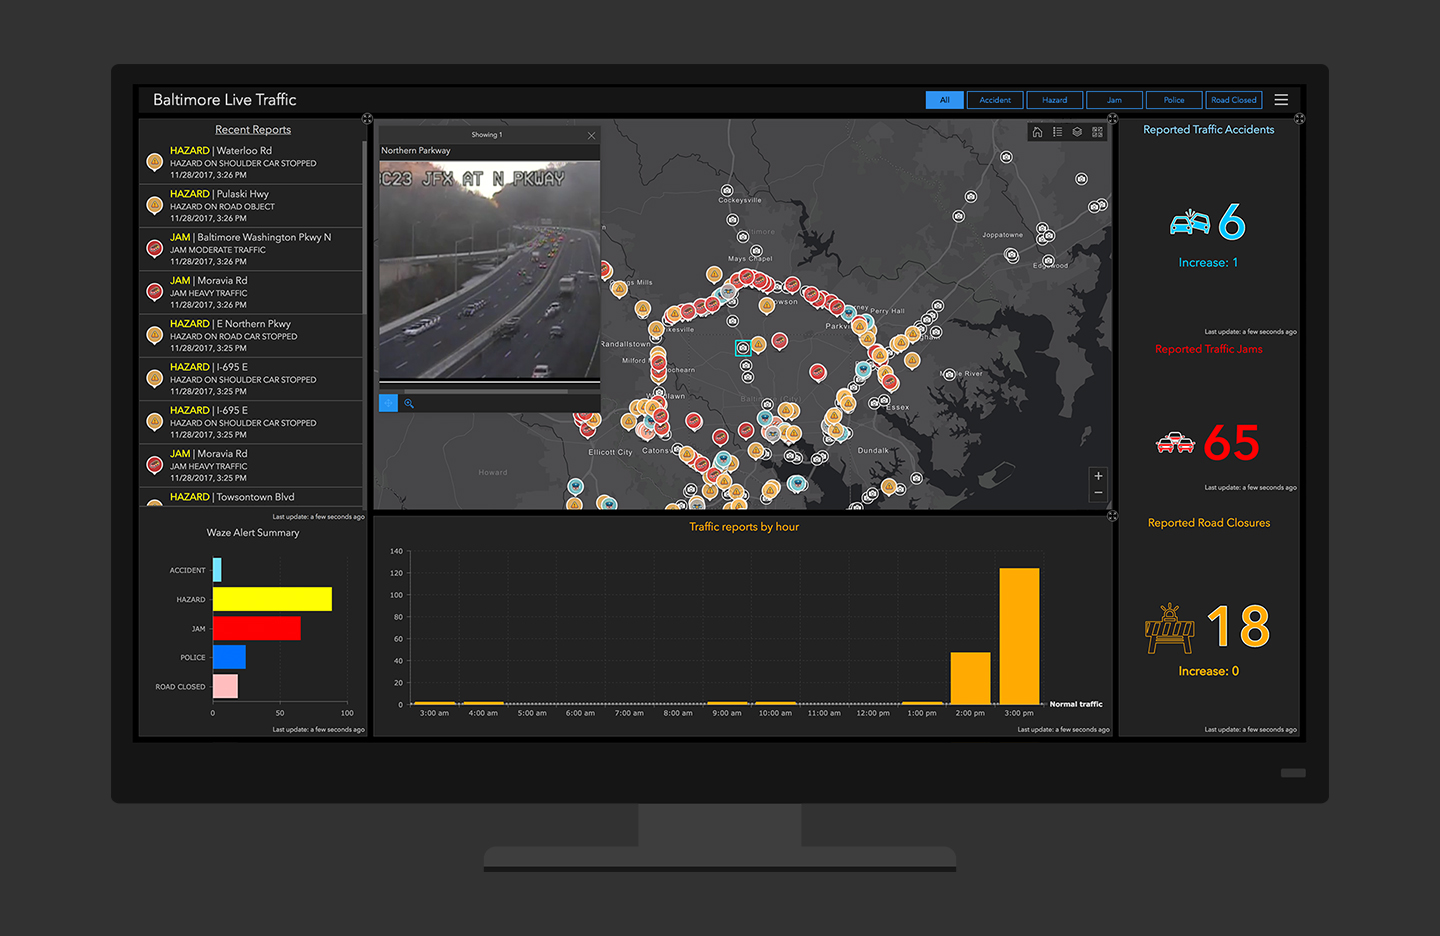 Baltimore Live Traffic
All
Accident
Hazard
Jam
Police
Road Closed
Recent Reports
HAZARD | Waterloo Rd
HAZARD ON SHOULDER CAR STOPPED
11/28/2017, 3:26 PM
HAZARD | Pulaski Hwy
HAZARD ON ROAD OBJECT
11/28/2017, 3:26 PM
JAM | Baltimore Washington Pkwy N
JAM MODERATE TRAFFIC
11/28/2017, 3:26 PM
JAM | Moravia Rd
JAM HEAVY TRAFFIC
11/28/2017, 3:26 PM
HAZARD | E Northern Pkwy
HAZARD ON ROAD CAR STOPPED
11/28/2017, 3:25 PM
HAZARD | I-695 E
HAZARD ON SHOULDER CAR STOPPED
11/28/2017, 3:25 PM
HAZARD | I-695 E
HAZARD ON SHOULDER CAR STOPPED
11/28/2017, 3:25 PM
JAM | Moravia Rd
JAM HEAVY TRAFFIC
11/28/2017, 3:25 PM
HAZARD | Towsontown Blvd
Last update: a few seconds ago
Waze Alert Summary
ACCIDENT
HAZARD
JAM
POLICE
ROAD CLOSED
0
50
100
Last update: a few seconds ago
Showing 1
Northern Parkway
C23 JFX AT N PKWAY
Cockeysville
Mays Chapel
Joppatowne
Edgewood
gs Mills
owson
Perry Hall
Parkvi
kesville
Randallstown
Milford
ochearn
le River
Essex
Baltimore (City)
Ellicott City
Catons
Dundalk
Howard
Traffic reports by hour
140
120
100
80
60
40
20
0
3:00 am
4:00 am
5:00 am
6:00 am
7:00 am
8:00 am
9:00 am
10:00 am
11:00 am
12:00 pm
1:00 pm
2:00 pm
3:00 pm
Normal traffic
Last update: a few seconds ago
Reported Traffic Accidents
6
Increase: 1
Last update: a few seconds ago
Reported Traffic Jams
65
Last update: a few seconds ago
Reported Road Closures
18
Increase: 0
Last update: a few seconds ago